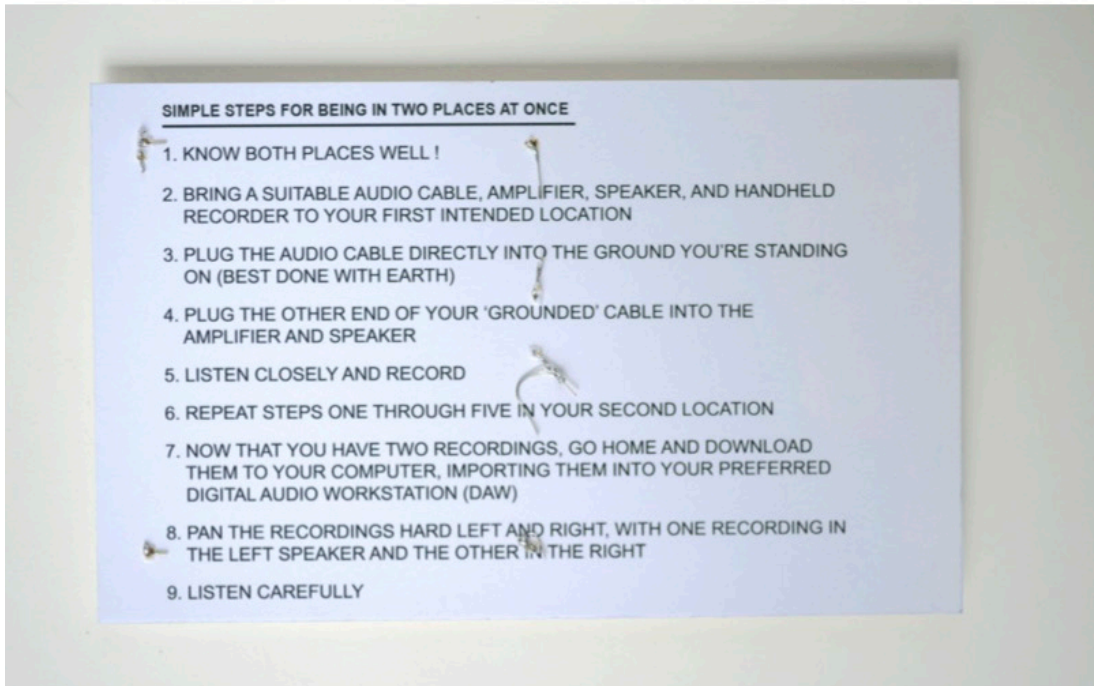 SIMPLE STEPS FOR BEING IN TWO PLACES AT ONCE
1. KNOW BOTH PLACES WELL !
2. BRING A SUITABLE AUDIO CABLE, AMPLIFIER, SPEAKER, AND HANDHELD
RECORDER TO YOUR FIRST INTENDED LOCATION
3. PLUG THE AUDIO CABLE DIRECTLY INTO THE GROUND YOU'RE STANDING
ON (BEST DONE WITH EARTH)
4. PLUG THE OTHER END OF YOUR 'GROUNDED' CABLE INTO THE
AMPLIFIER AND SPEAKER
5. LISTEN CLOSELY AND RECORD
6. REPEAT STEPS ONE THROUGH FIVE IN YOUR SECOND LOCATION
7. NOW THAT YOU HAVE TWO RECORDINGS, GO HOME AND DOWNLOAD
THEM TO YOUR COMPUTER, IMPORTING THEM INTO YOUR PREFERRED
DIGITAL AUDIO WORKSTATION (DAW)
8. PAN THE RECORDINGS HARD LEFT AND RIGHT, WITH ONE RECORDING IN
THE LEFT SPEAKER AND THE OTHER IN THE RIGHT
9. LISTEN CAREFULLY